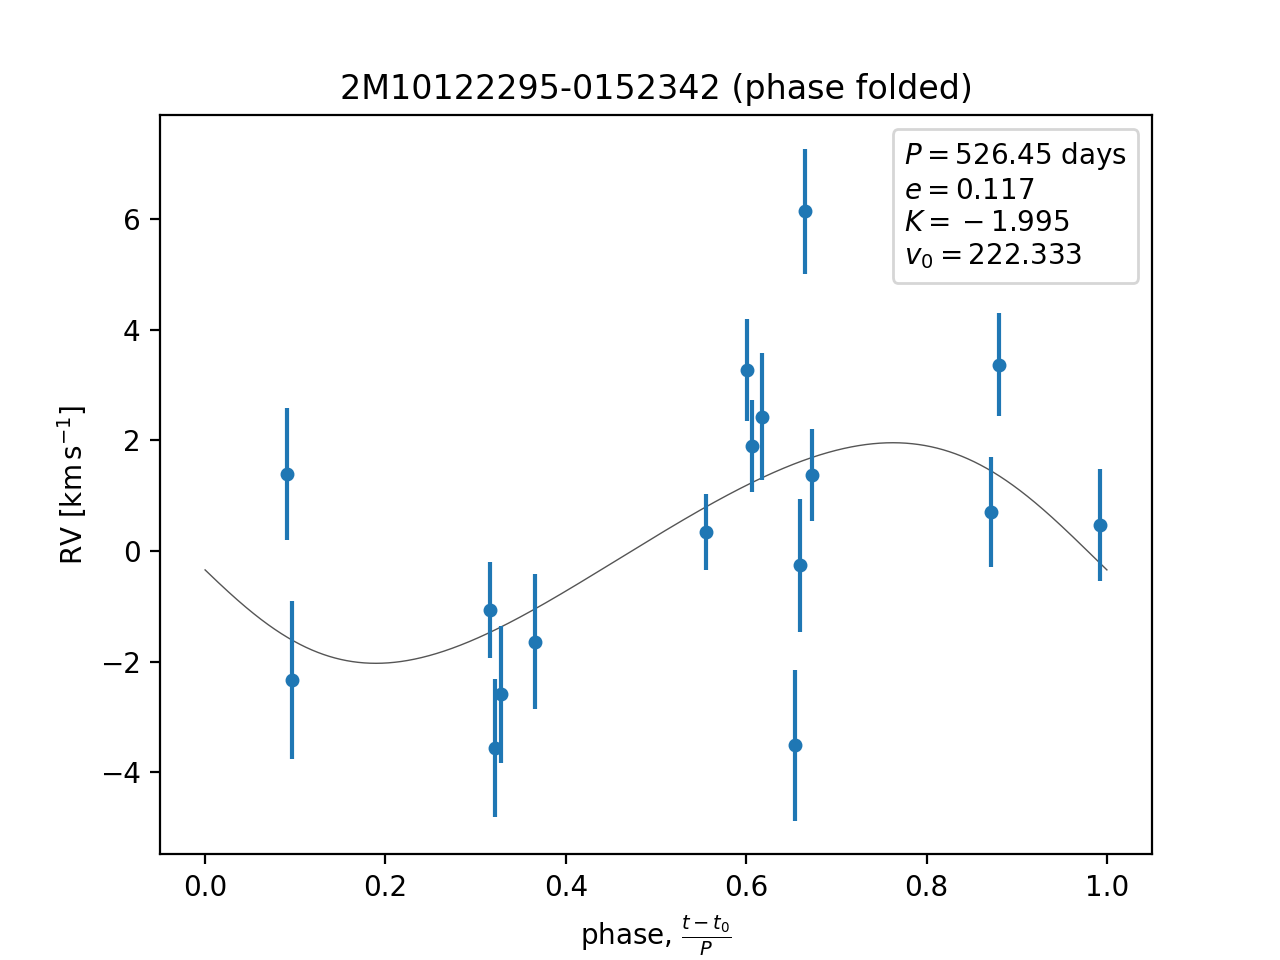 2M10122295-0152342 (phase folded)
P = 526.45 days
e = 0.117
K = −1.995
v₀ = 222.333
RV [km s⁻¹]
6
4
2
0
−2
−4
0.0 0.2 0.4 0.6 0.8 1.0
phase, (t − t₀)/P